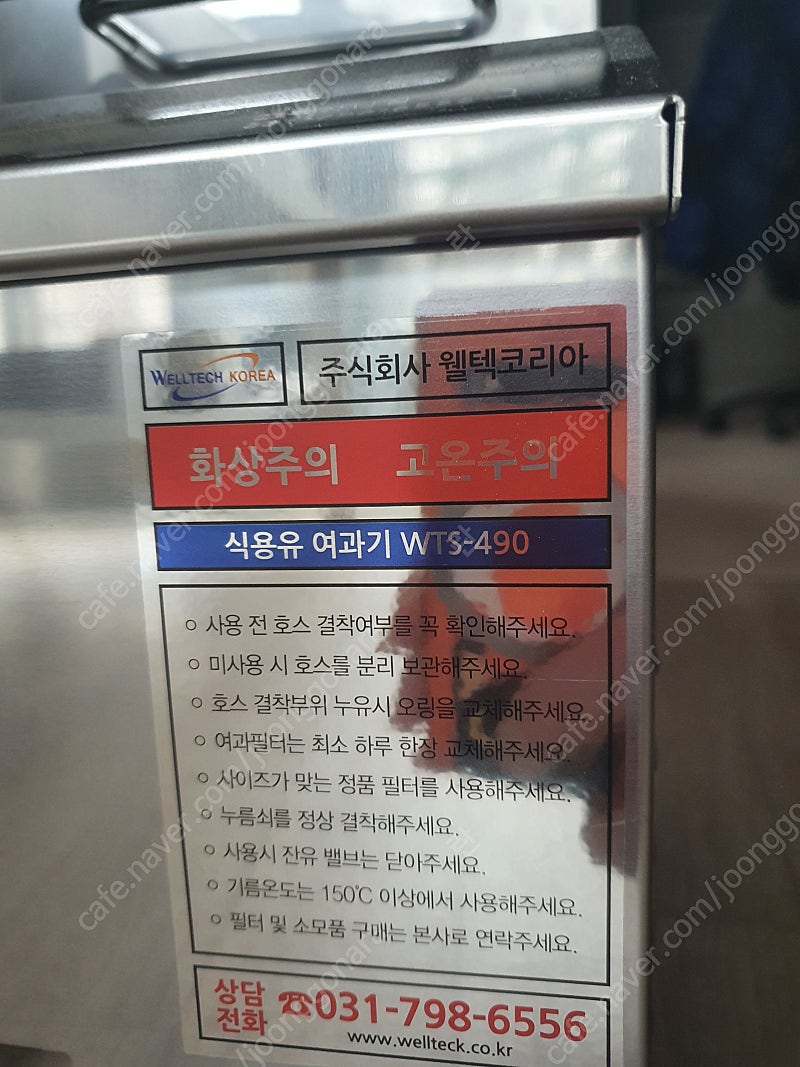 WELLTECH KOREA
주식회사 웰텍코리아
화상주의 고온주의
식용유 여과기 WTS-490
○ 사용 전 호스 결착여부를 꼭 확인해주세요.
○ 미사용 시 호스를 분리 보관해주세요.
○ 호스 결착부위 누유시 오링을 교체해주세요.
○ 여과필터는 최소 하루 한장 교체해주세요.
○ 사이즈가 맞는 정품 필터를 사용해주세요.
○ 누름쇠를 정상 결착해주세요.
○ 사용시 잔유 밸브는 닫아주세요.
○ 기름온도는 150℃ 이상에서 사용해주세요.
○ 필터 및 소모품 구매는 본사로 연락주세요.
상담전화 ☎031-798-6556
www.wellteck.co.kr
cafe.naver.com/joonggonara